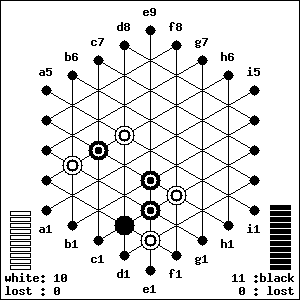 e9
d8 f8
c7 g7
b6 h6
a5 i5
a1 i1
b1 h1
c1 g1
d1 f1
e1
white: 10 11 :black
lost : 0 0 : lost